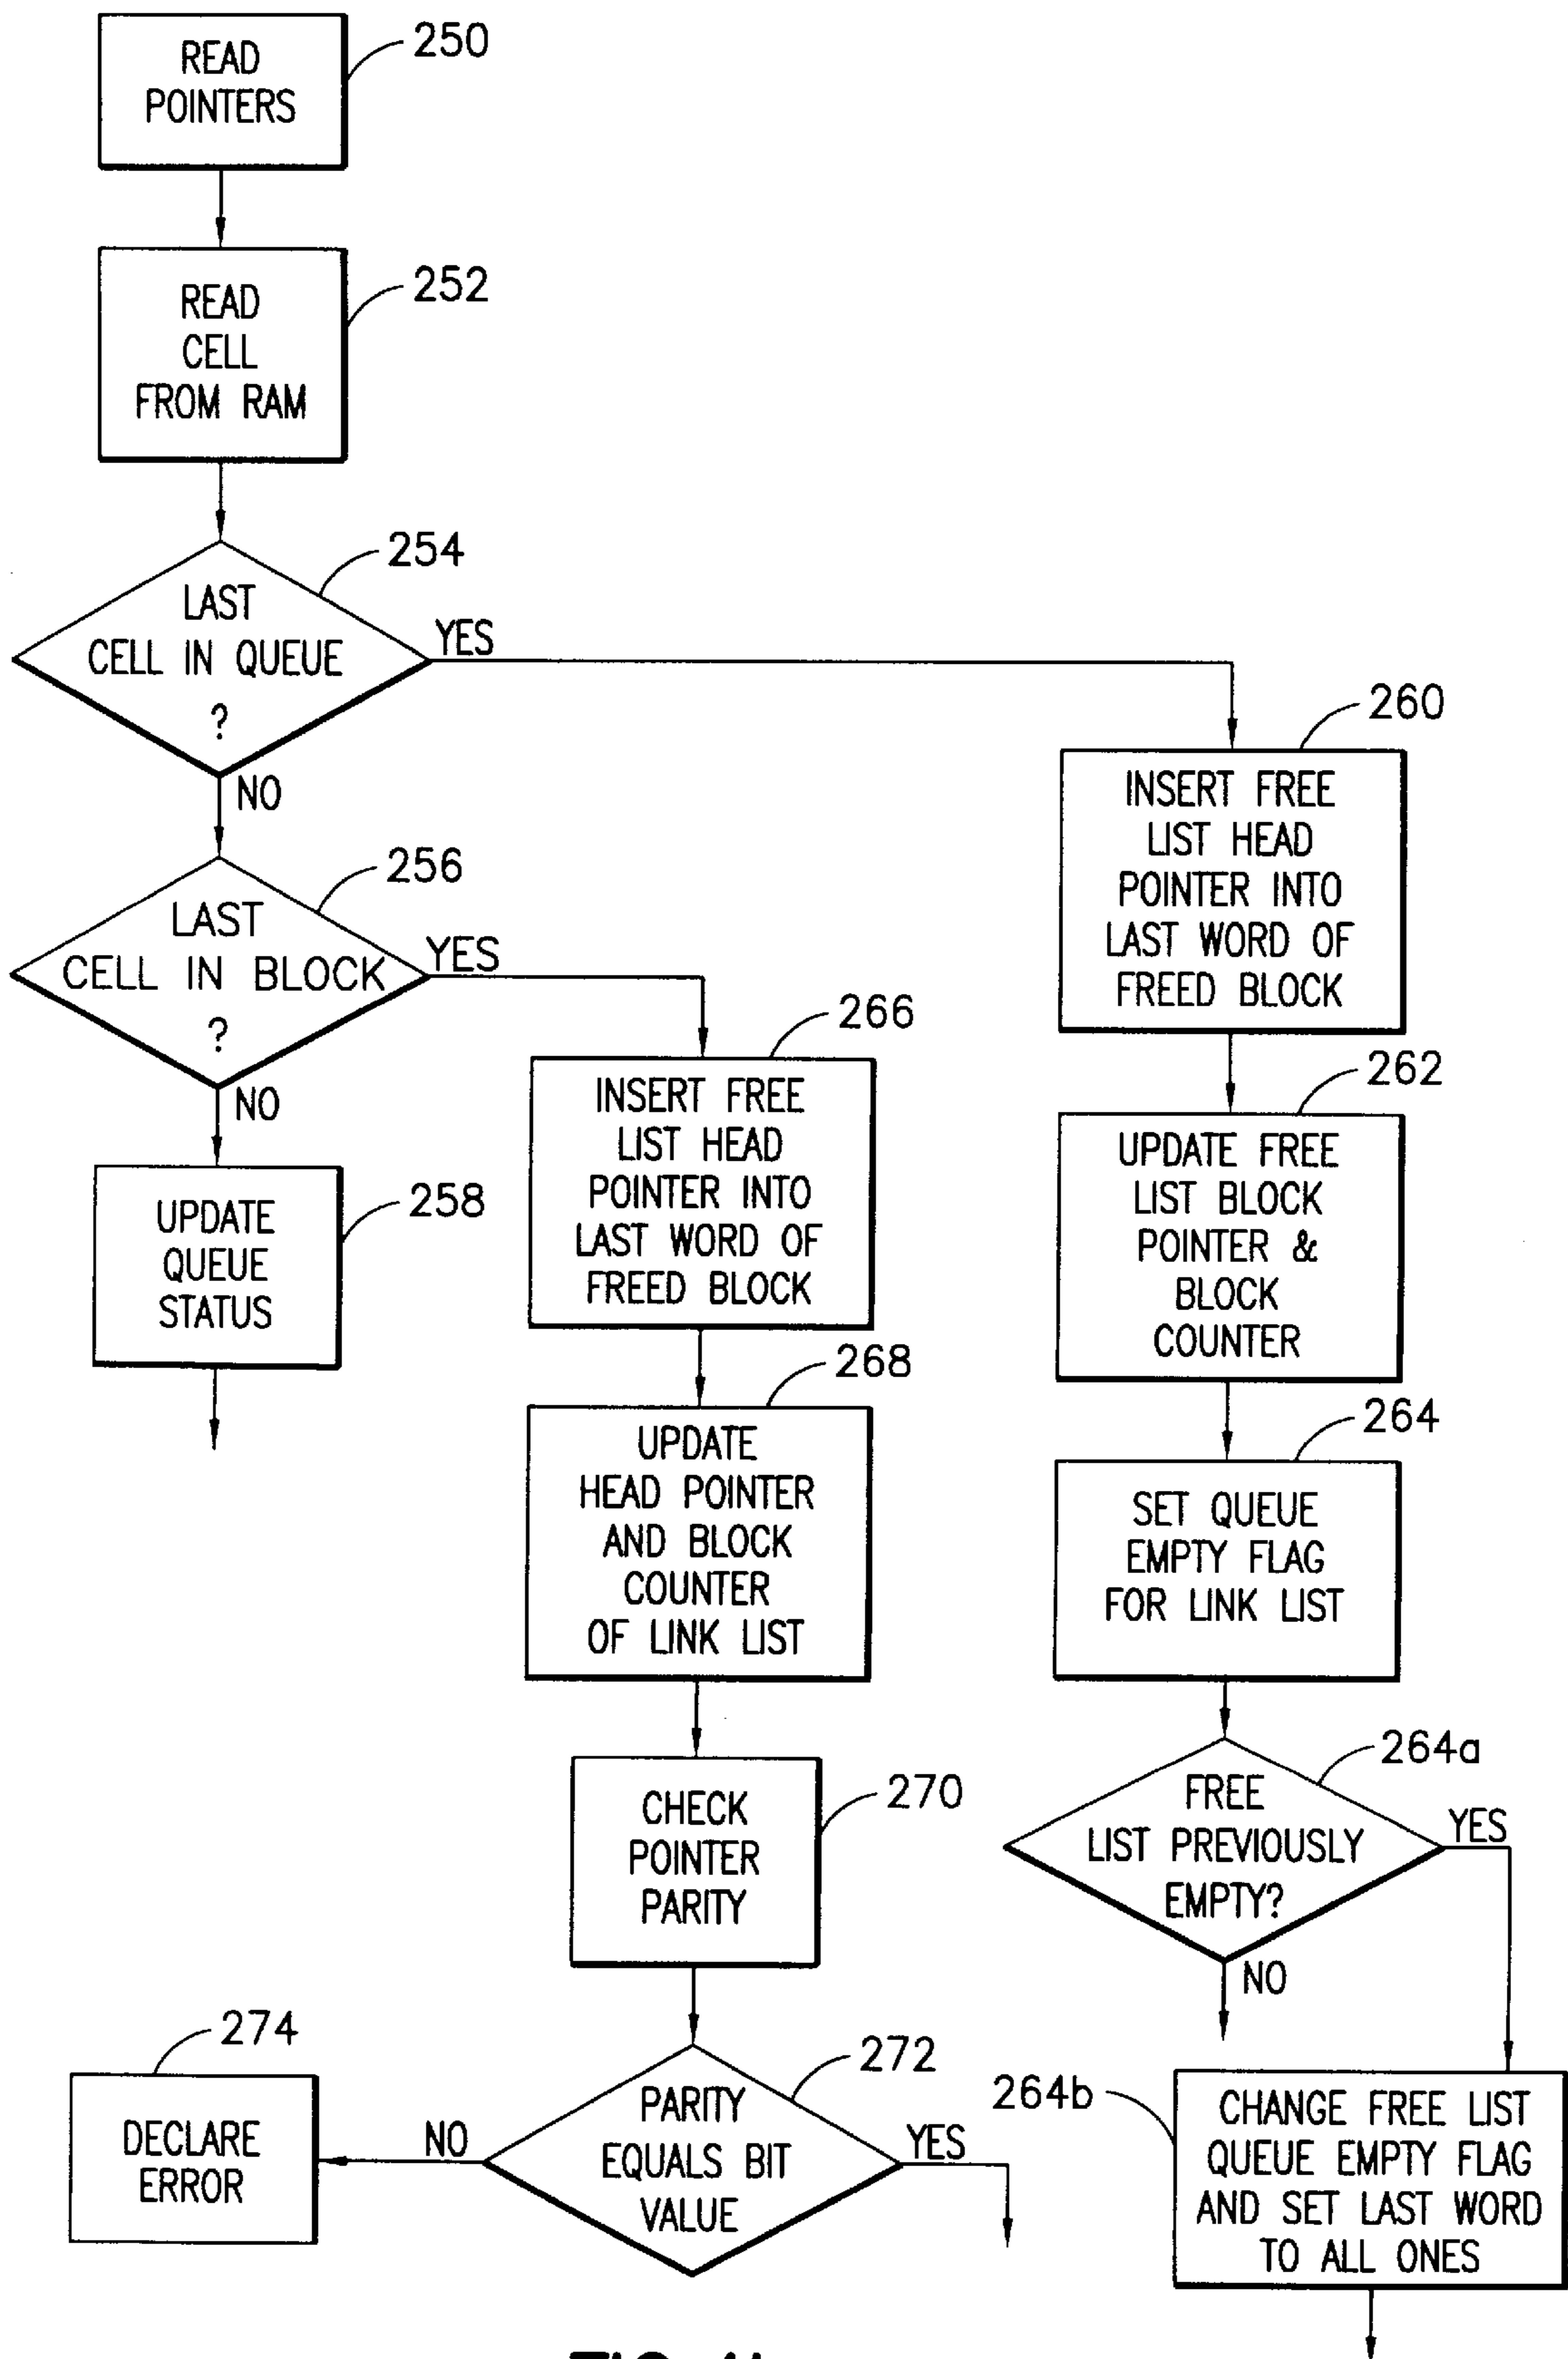 READ
POINTERS
250
READ
CELL
FROM RAM
252
LAST
CELL IN QUEUE
?
254
YES
NO
LAST
CELL IN BLOCK
?
256
YES
NO
UPDATE
QUEUE
STATUS
258
INSERT FREE
LIST HEAD
POINTER INTO
LAST WORD OF
FREED BLOCK
260
UPDATE FREE
LIST BLOCK
POINTER &
BLOCK
COUNTER
262
SET QUEUE
EMPTY FLAG
FOR LINK LIST
264
FREE
LIST PREVIOUSLY
EMPTY?
264a
YES
NO
264b
CHANGE FREE LIST
QUEUE EMPTY FLAG
AND SET LAST WORD
TO ALL ONES
INSERT FREE
LIST HEAD
POINTER INTO
LAST WORD OF
FREED BLOCK
266
UPDATE
HEAD POINTER
AND BLOCK
COUNTER
OF LINK LIST
268
CHECK
POINTER
PARITY
270
PARITY
EQUALS BIT
VALUE
272
YES
NO
DECLARE
ERROR
274